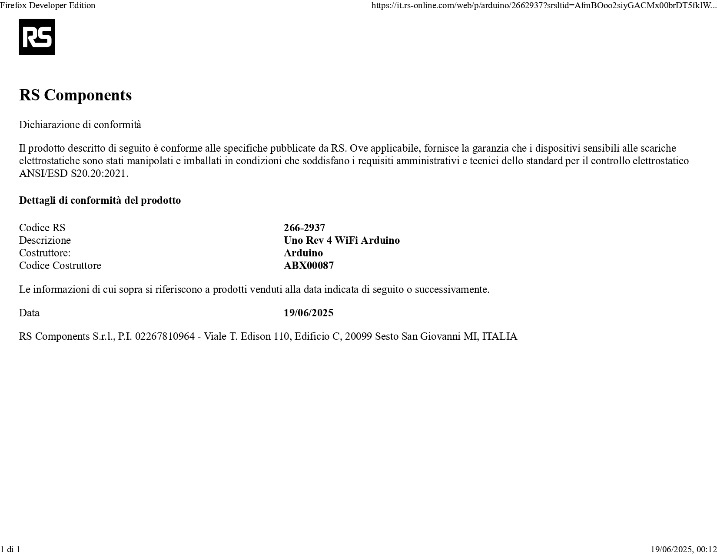 Firefox Developer Edition
https://it.rs-online.com/web/p/arduino/2662937?srsltid=AfmBOoo2siyGACMx00brDT5fklW...
RS
RS Components
Dichiarazione di conformità
Il prodotto descritto di seguito è conforme alle specifiche pubblicate da RS. Ove applicabile, fornisce la garanzia che i dispositivi sensibili alle scariche
elettrostatiche sono stati manipolati e imballati in condizioni che soddisfano i requisiti amministrativi e tecnici dello standard per il controllo elettrostatico
ANSI/ESD S20.20:2021.
Dettagli di conformità del prodotto
Codice RS 266-2937
Descrizione Uno Rev 4 WiFi Arduino
Costruttore: Arduino
Codice Costruttore ABX00087
Le informazioni di cui sopra si riferiscono a prodotti venduti alla data indicata di seguito o successivamente.
Data 19/06/2025
RS Components S.r.l., P.I. 02267810964 - Viale T. Edison 110, Edificio C, 20099 Sesto San Giovanni MI, ITALIA
1 di 1
19/06/2025, 00:12